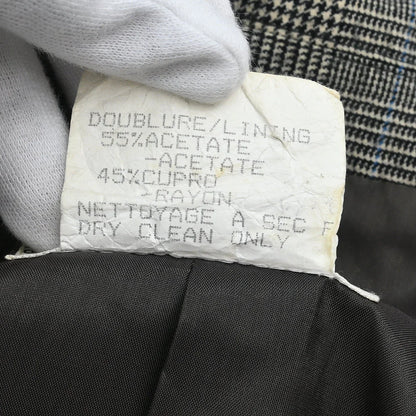 DOUBLURE/LINING
55%ACETATE
-ACETATE
45%CUPRO
-RAYON-
NETTOYAGE A SEC F
DRY CLEAN ONLY